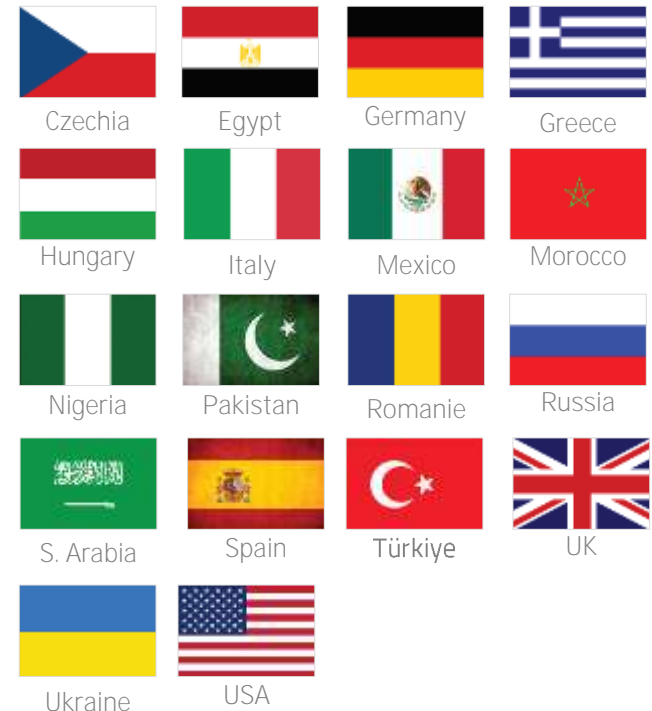 Czechia Egypt Germany Greece
Hungary Italy Mexico Morocco
Nigeria Pakistan Romanie Russia
S. Arabia Spain Türkiye UK
Ukraine USA